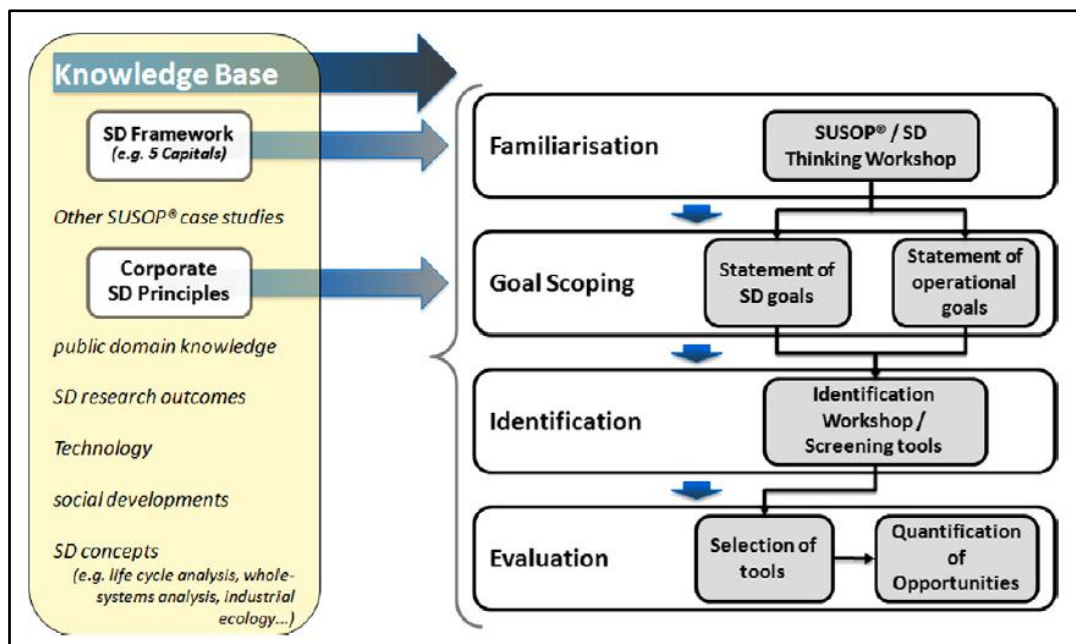 Knowledge Base
SD Framework
(e.g. 5 Capitals)
Other SUSOP® case studies
Corporate
SD Principles
public domain knowledge
SD research outcomes
Technology
social developments
SD concepts
(e.g. life cycle analysis, whole-
systems analysis, industrial
ecology...)
Familiarisation
SUSOP® / SD
Thinking Workshop
Goal Scoping
Statement of
SD goals
Statement of
operational
goals
Identification
Identification
Workshop /
Screening tools
Evaluation
Selection of
tools
Quantification
of
Opportunities